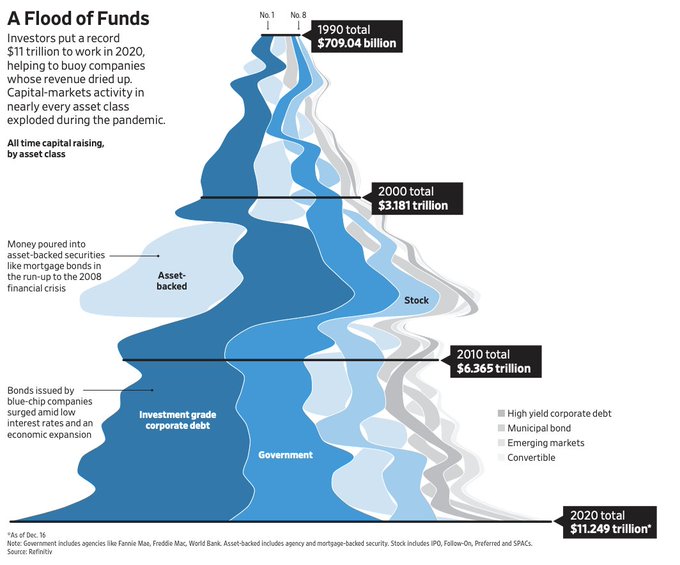 A Flood of Funds
Investors put a record
$11 trillion to work in 2020,
helping to buoy companies
whose revenue dried up.
Capital-markets activity in
nearly every asset class
exploded during the pandemic.
All time capital raising,
by asset class
No. 1
No. 8
1990 total
$709.04 billion
2000 total
$3.181 trillion
Money poured into
asset-backed securities
like mortgage bonds in
the run-up to the 2008
financial crisis
Asset-
backed
Stock
2010 total
$6.365 trillion
Bonds issued by
blue-chip companies
surged amid low
interest rates and an
economic expansion
Investment grade
corporate debt
Government
High yield corporate debt
Municipal bond
Emerging markets
Convertible
2020 total
$11.249 trillion*
*As of Dec. 16
Note: Government includes agencies like Fannie Mae, Freddie Mac, World Bank. Asset-backed includes agency and mortgage-backed security. Stock includes IPO, Follow-On, Preferred and SPACs.
Source: Refinitiv